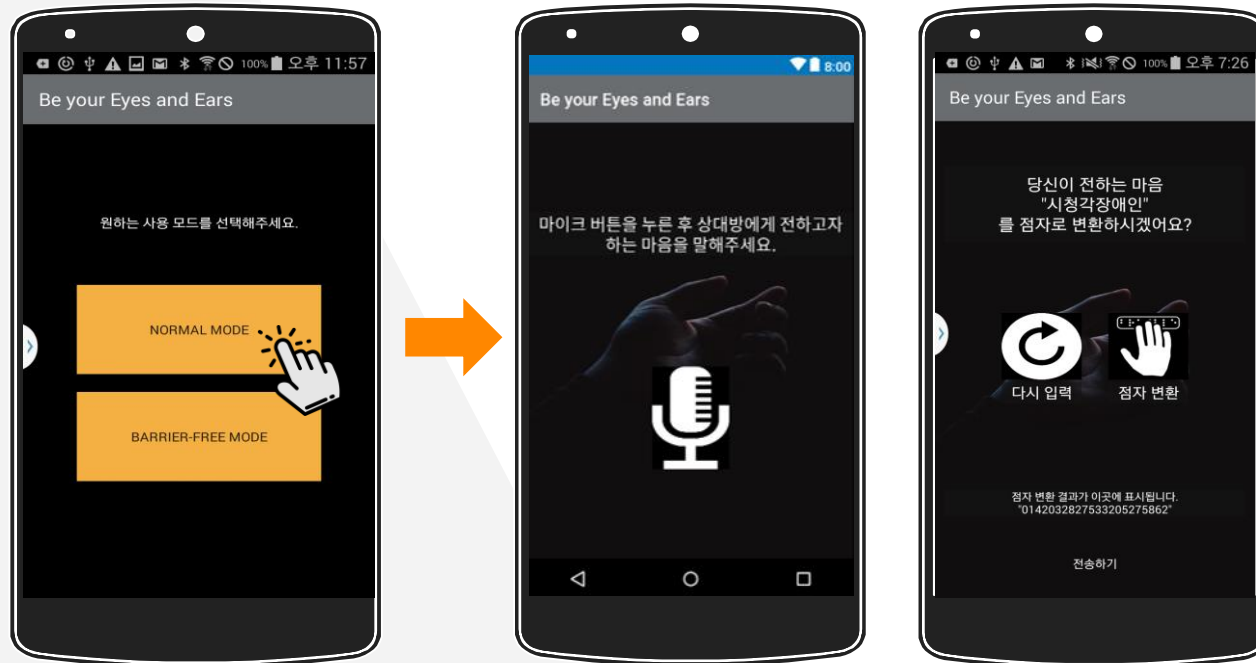 100% 오후 11:57
Be your Eyes and Ears
원하는 사용 모드를 선택해주세요.
NORMAL MODE
BARRIER-FREE MODE
8:00
Be your Eyes and Ears
마이크 버튼을 누른 후 상대방에게 전하고자
하는 마음을 말해주세요.
100% 오후 7:26
Be your Eyes and Ears
당신이 전하는 마음
"시청각장애인"
를 점자로 변환하시겠어요?
다시 입력
점자 변환
점자 변환 결과가 이곳에 표시됩니다.
"0142032827533205275862"
전송하기